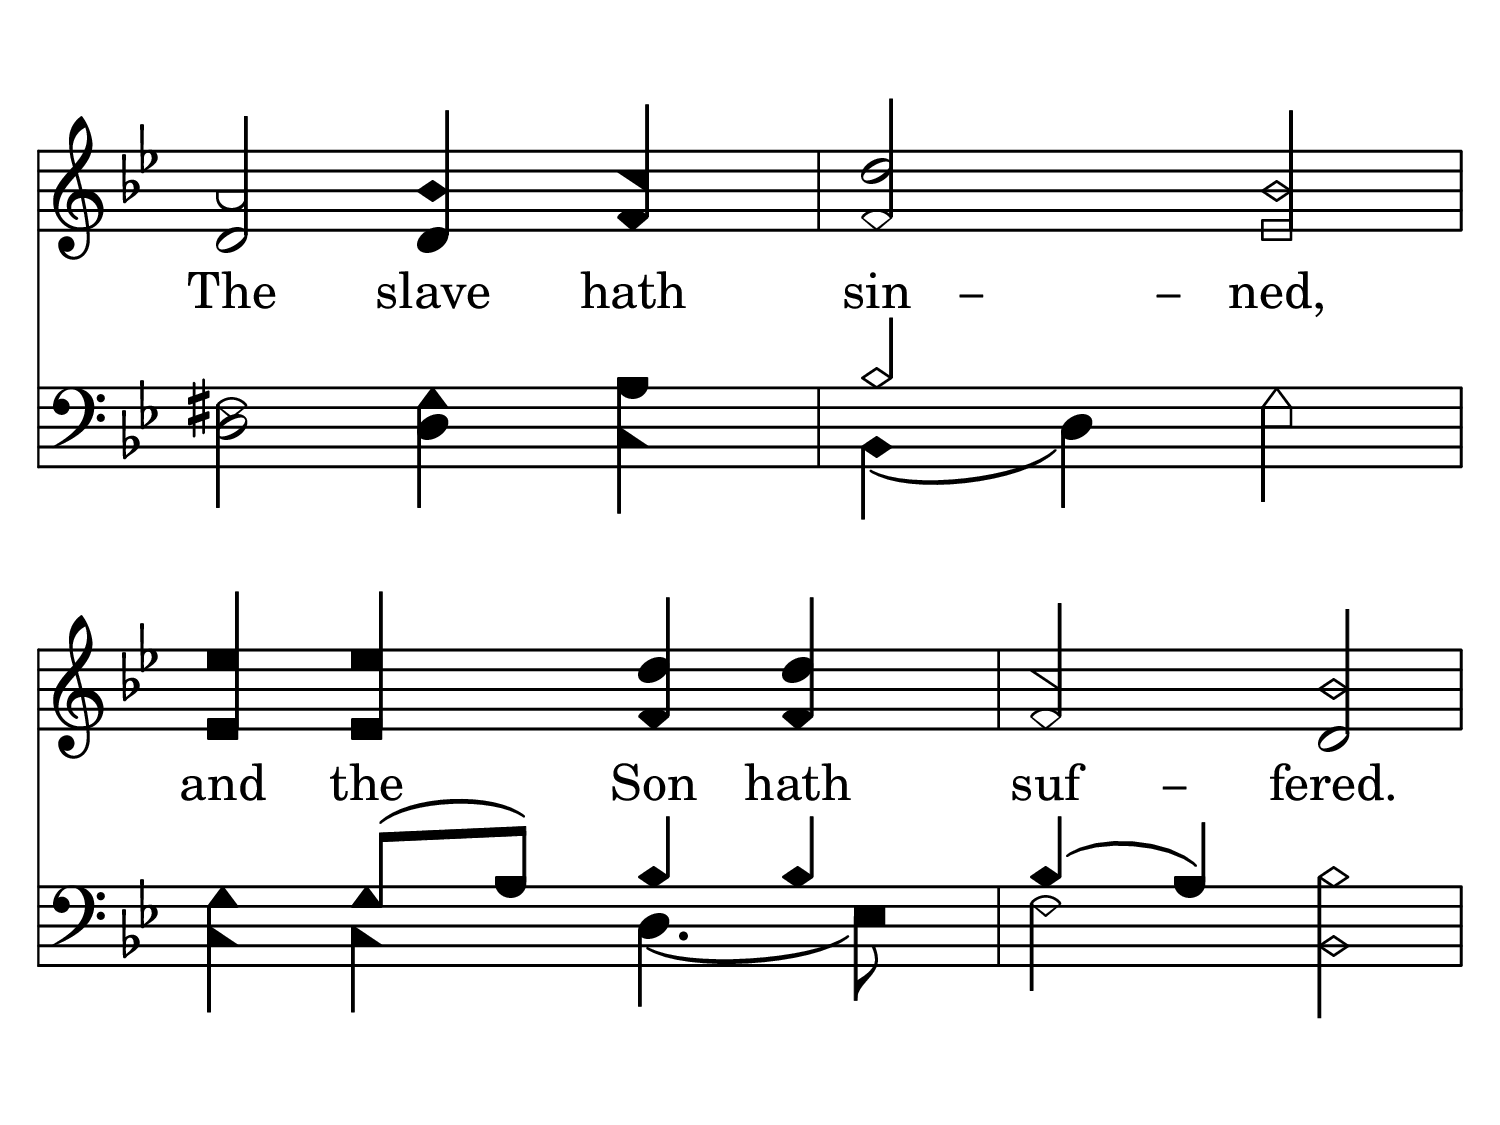 The slave hath sin – – ned,
and the Son hath suf – fered.